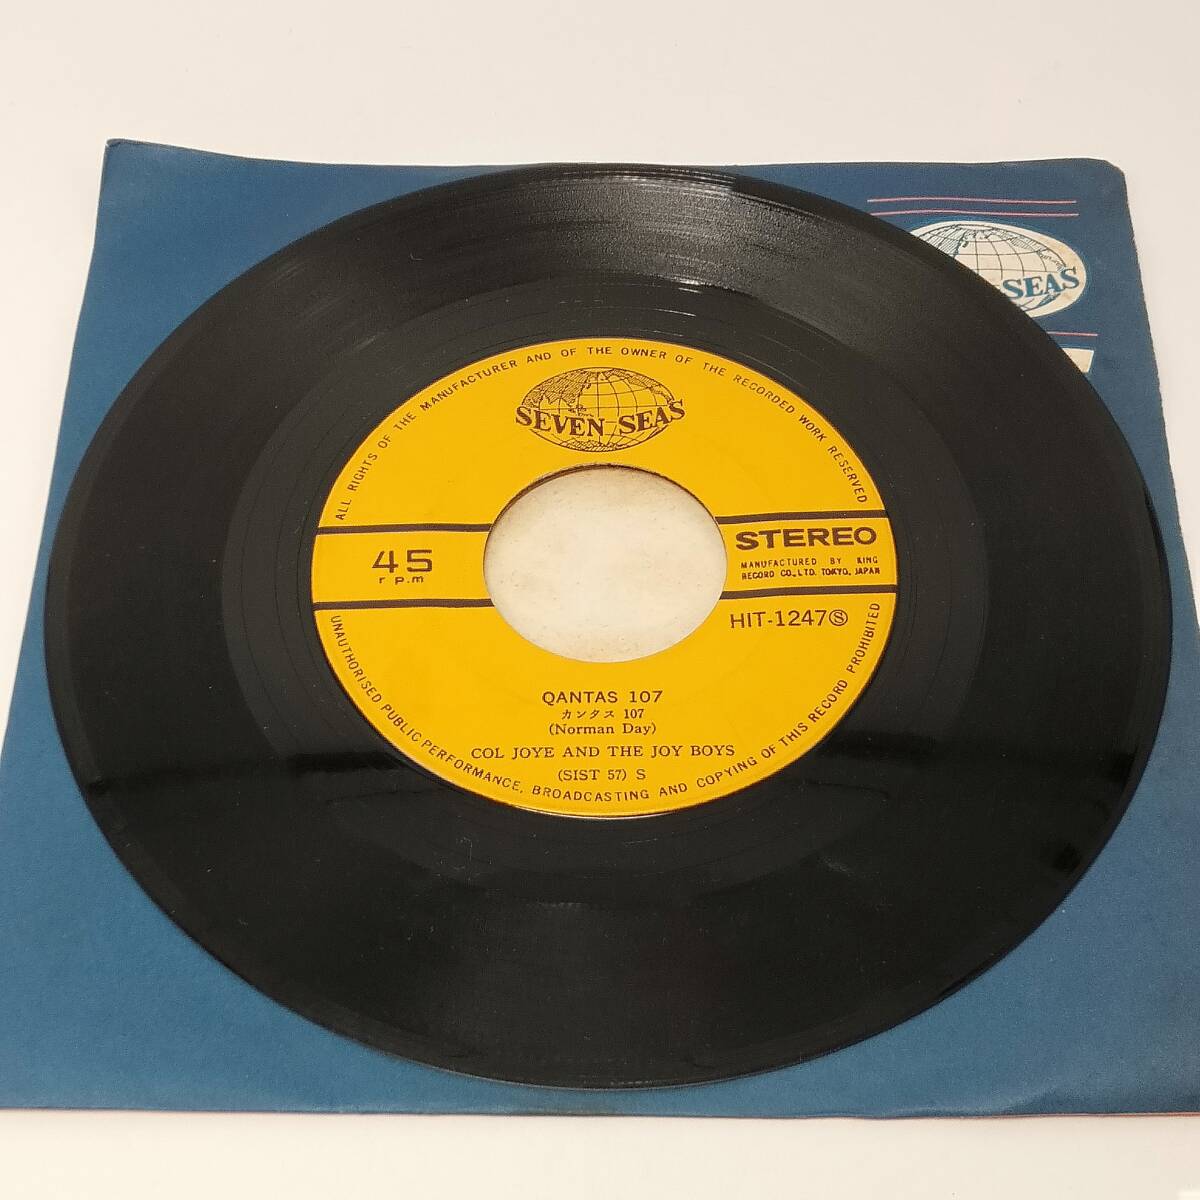 ALL RIGHTS OF THE MANUFACTURER AND OF THE OWNER OF THE RECORDED WORK RESERVED
SEVEN SEAS
45
rp.m
STEREO
MANUFACTURED BY KING
RECORD CO., LTD. TOKYO, JAPAN
HIT-1247Ⓢ
QANTAS 107
カンタス 107
(Norman Day)
COL JOYE AND THE JOY BOYS
(SIST 57) S
UNAUTHORISED PUBLIC PERFORMANCE, BROADCASTING AND COPYING OF THIS RECORD PROHIBITED
SEAS